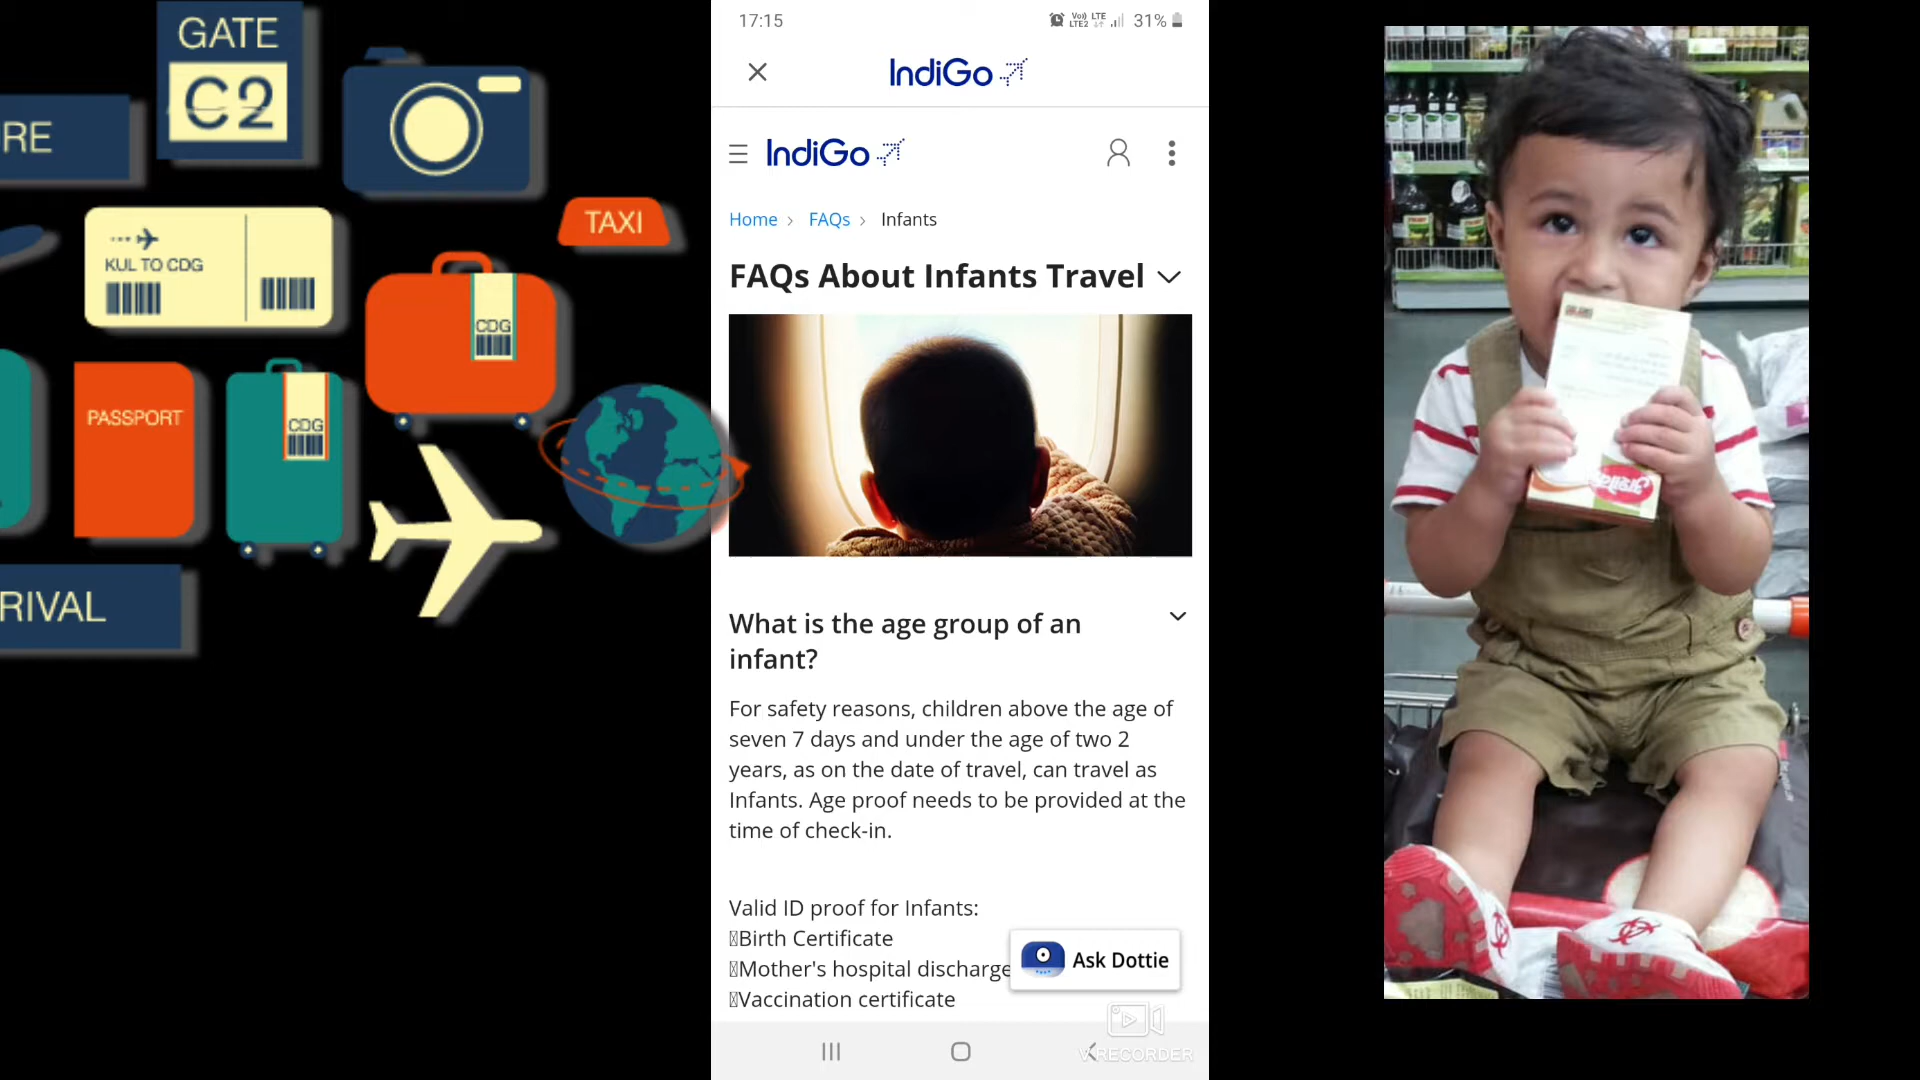 GATE
C2
RE
TAXI
KUL TO CDG
CDG
PASSPORT
CDG
RIVAL
17:15
Vo)) LTE
LTE2
31%
IndiGo
IndiGo
Home > FAQs > Infants
FAQs About Infants Travel
What is the age group of an
infant?
For safety reasons, children above the age of
seven 7 days and under the age of two 2
years, as on the date of travel, can travel as
Infants. Age proof needs to be provided at the
time of check-in.
Valid ID proof for Infants:
Birth Certificate
Mother's hospital discharge
Vaccination certificate
Ask Dottie
V RECORDER